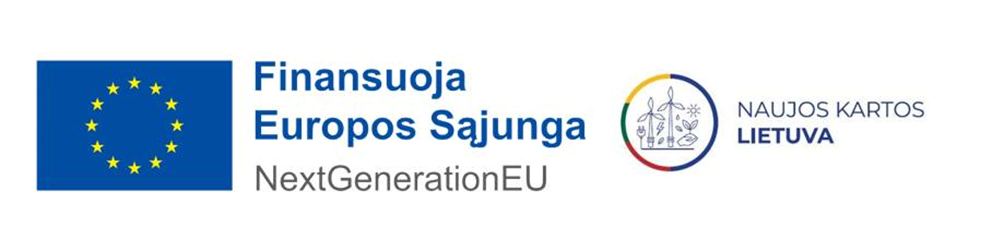 Finansuoja
Europos Sąjunga
NextGenerationEU
NAUJOS KARTOS
LIETUVA